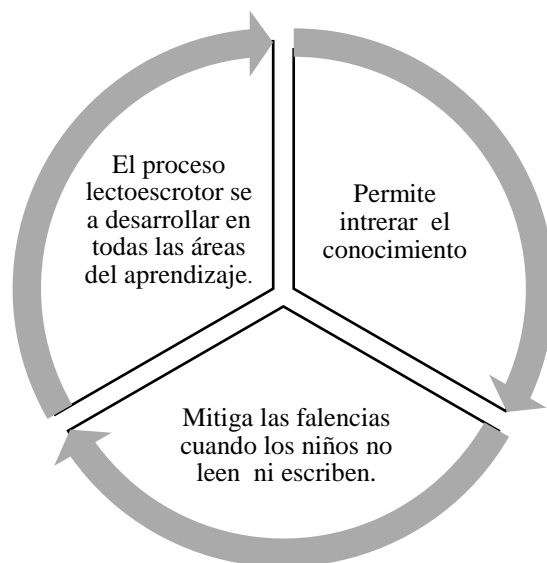 El proceso
lectoescrotor se
a desarrollar en
todas las áreas
del aprendizaje.
Permite
intrerar el
conocimiento
Mitiga las falencias
cuando los niños no
leen ni escriben.